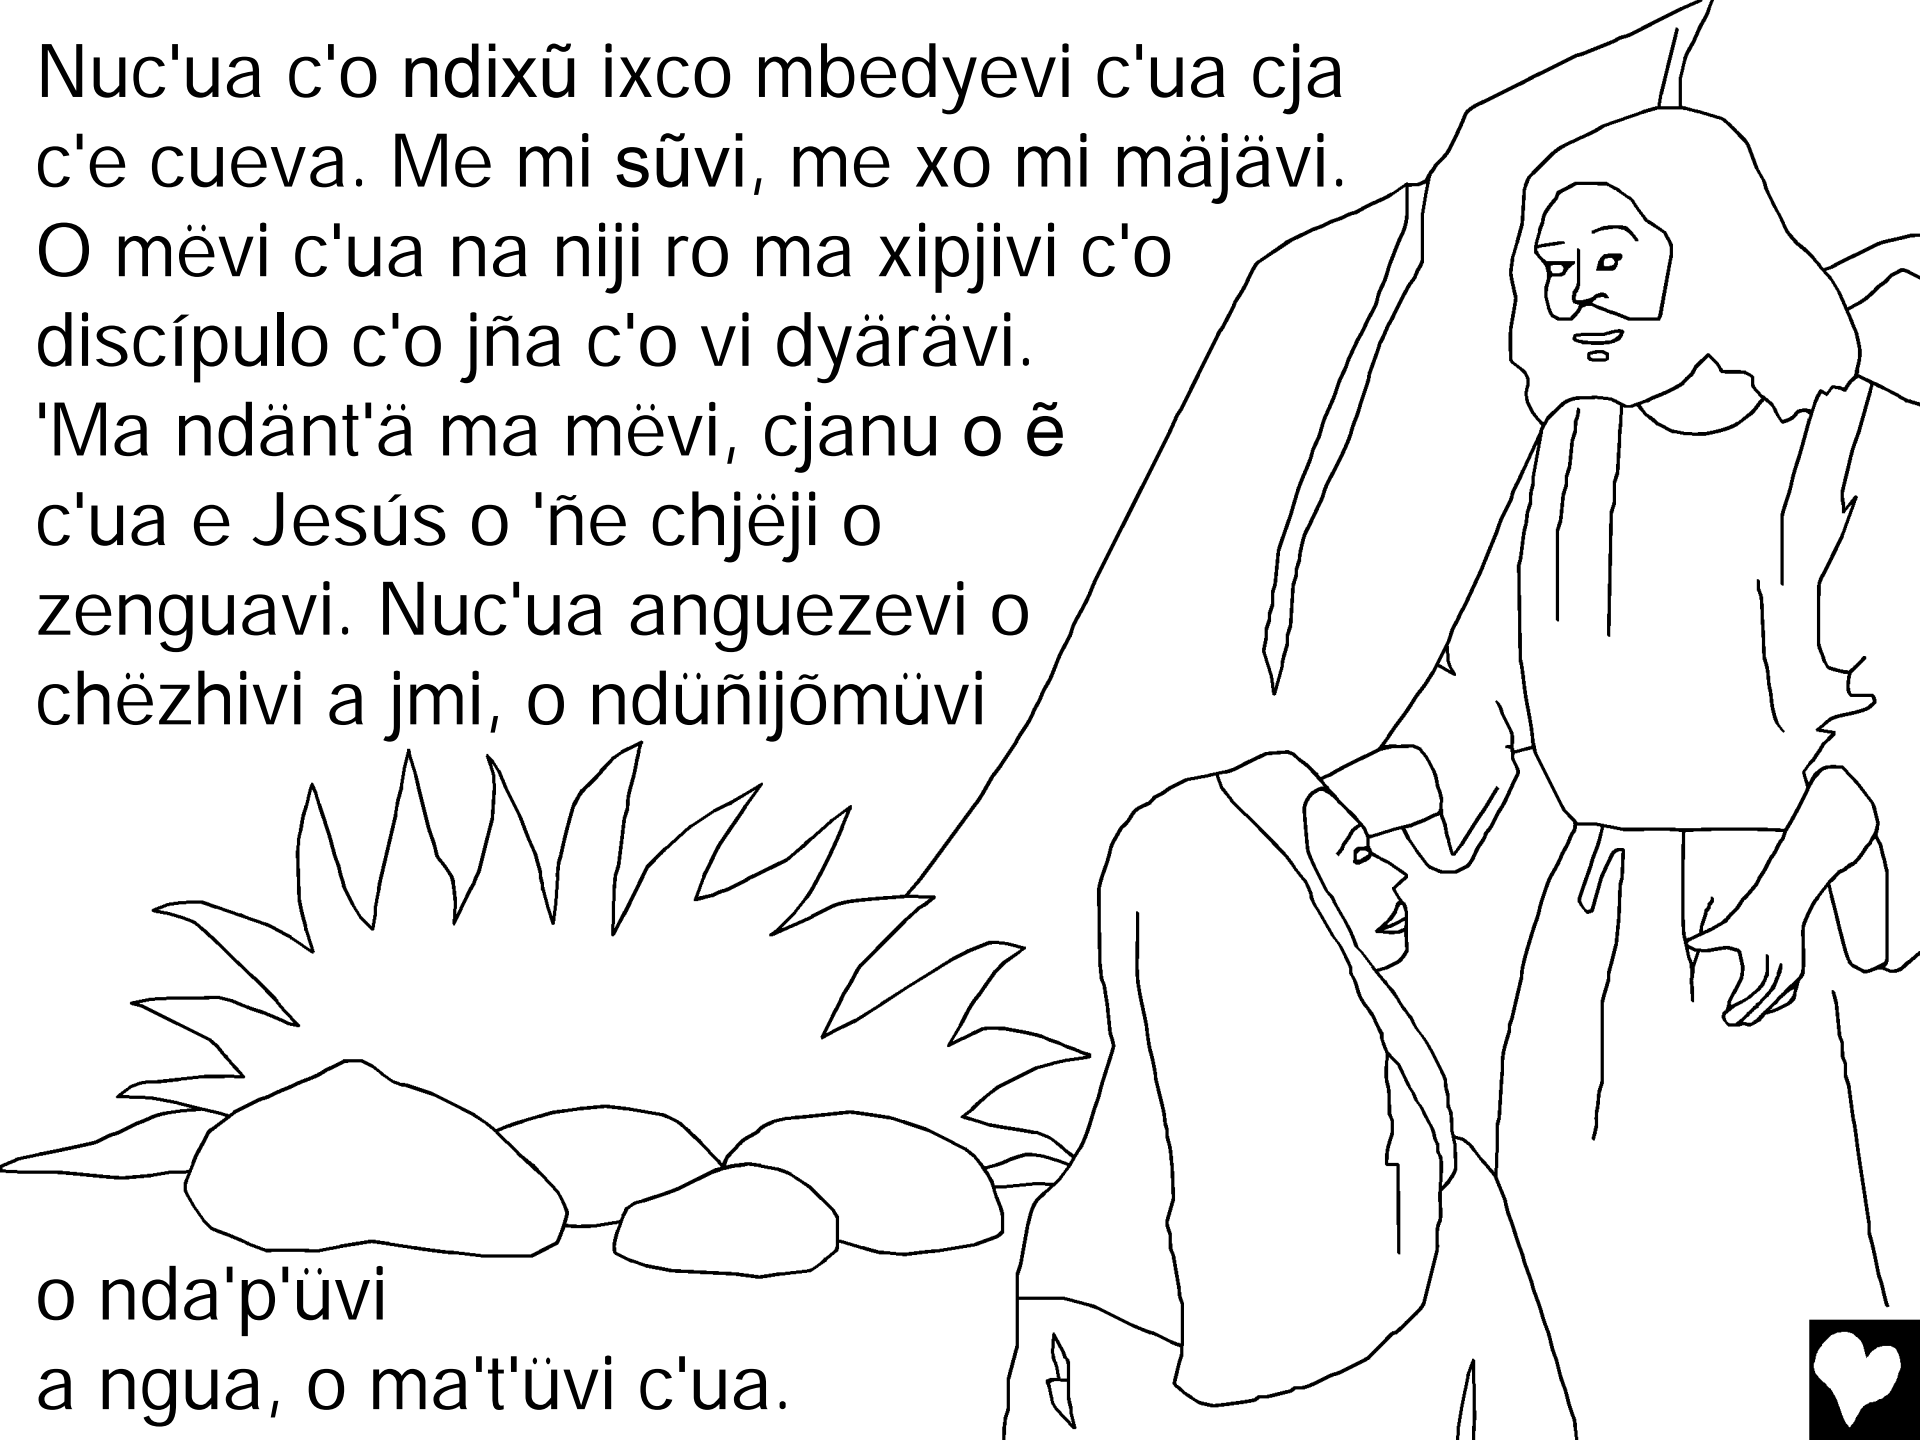 Nuc'ua c'o ndixũ ixco mbedyevi c'ua cja
c'e cueva. Me mi sũvi, me xo mi mäjävi.
O mëvi c'ua na niji ro ma xipjivi c'o
discípulo c'o jña c'o vi dyärävi.
'Ma ndänt'ä ma mëvi, cjanu o ẽ
c'ua e Jesús o 'ñe chjëji o
zenguavi. Nuc'ua anguezevi o
chëzhivi a jmi, o ndüñijõmüvi
o nda'p'üvi
a ngua, o ma't'üvi c'ua.